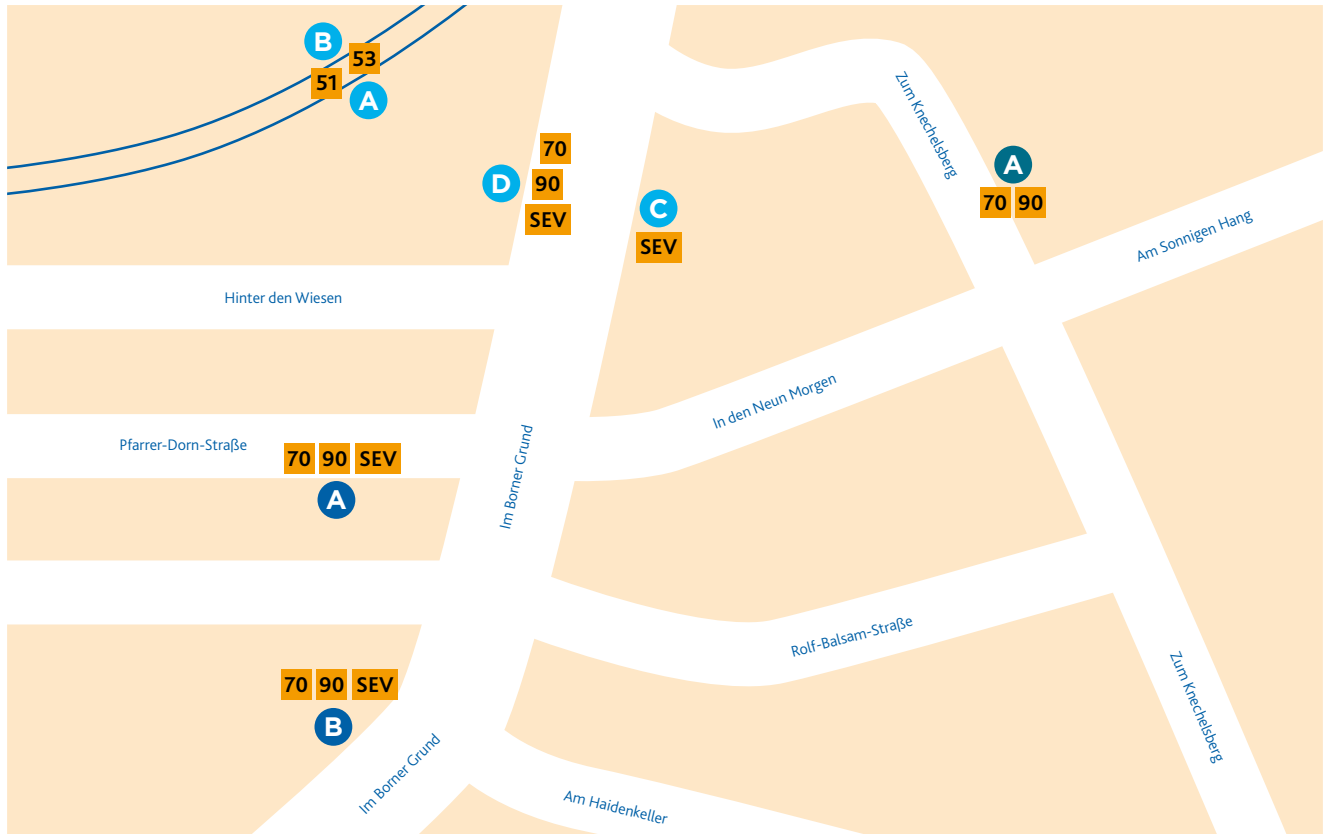 B
53
51
A
Zum Knechelsberg
70
D
90
SEV
A
70 90
C
SEV
Am Sonnigen Hang
Hinter den Wiesen
In den Neun Morgen
Pfarrer-Dorn-Straße
70 90 SEV
A
Im Borner Grund
Rolf-Balsam-Straße
70 90 SEV
B
Zum Knechelsberg
Im Borner Grund
Am Haidenkeller